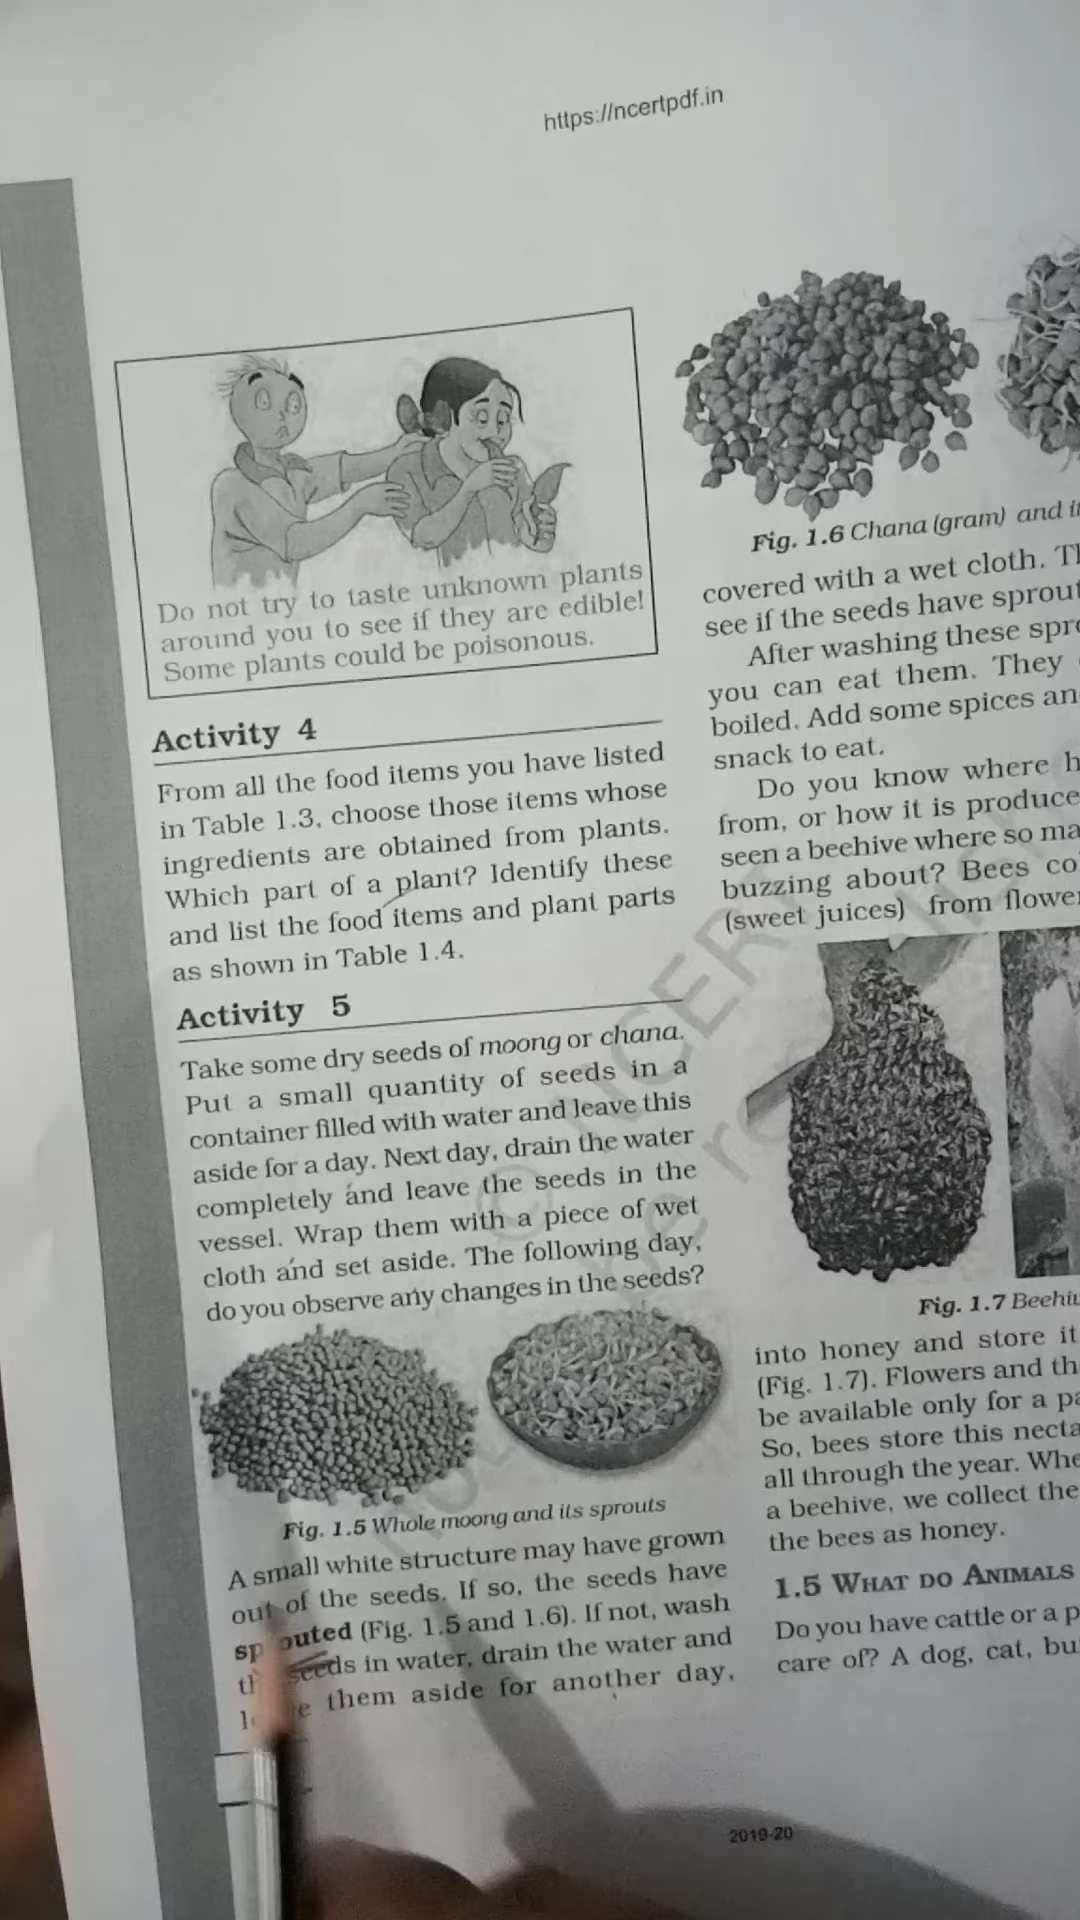 https://ncertpdf.in
Do not try to taste unknown plants
around you to see if they are edible!
Some plants could be poisonous.
Activity 4
From all the food items you have listed
in Table 1.3, choose those items whose
ingredients are obtained from plants.
Which part of a plant? Identify these
and list the food items and plant parts
as shown in Table 1.4.
Activity 5
Take some dry seeds of moong or chana.
Put a small quantity of seeds in a
container filled with water and leave this
aside for a day. Next day, drain the water
completely and leave the seeds in the
vessel. Wrap them with a piece of wet
cloth and set aside. The following day,
do you observe any changes in the seeds?
Fig. 1.5 Whole moong and its sprouts
A small white structure may have grown
out of the seeds. If so, the seeds have
sprouted (Fig. 1.5 and 1.6). If not, wash
seeds in water, drain the water and
them aside for another day,
Fig. 1.6 Chana (gram) and
covered with a wet cloth.
see if the seeds have
After washing these
you can eat them. They
boiled. Add some spices
snack to eat.
Do you know where
from, or how it is
seen a beehive where so
buzzing about? Bees
(sweet juices) from
Fig. 1.7
into honey and store it
(Fig. 1.7). Flowers and
be available only for a
So, bees store this
all through the year.
a beehive, we collect the
the bees as honey.
1.5 WHAT DO ANIMALS
Do you have cattle or a
care of? A dog, cat,
2019-20
© NCERT